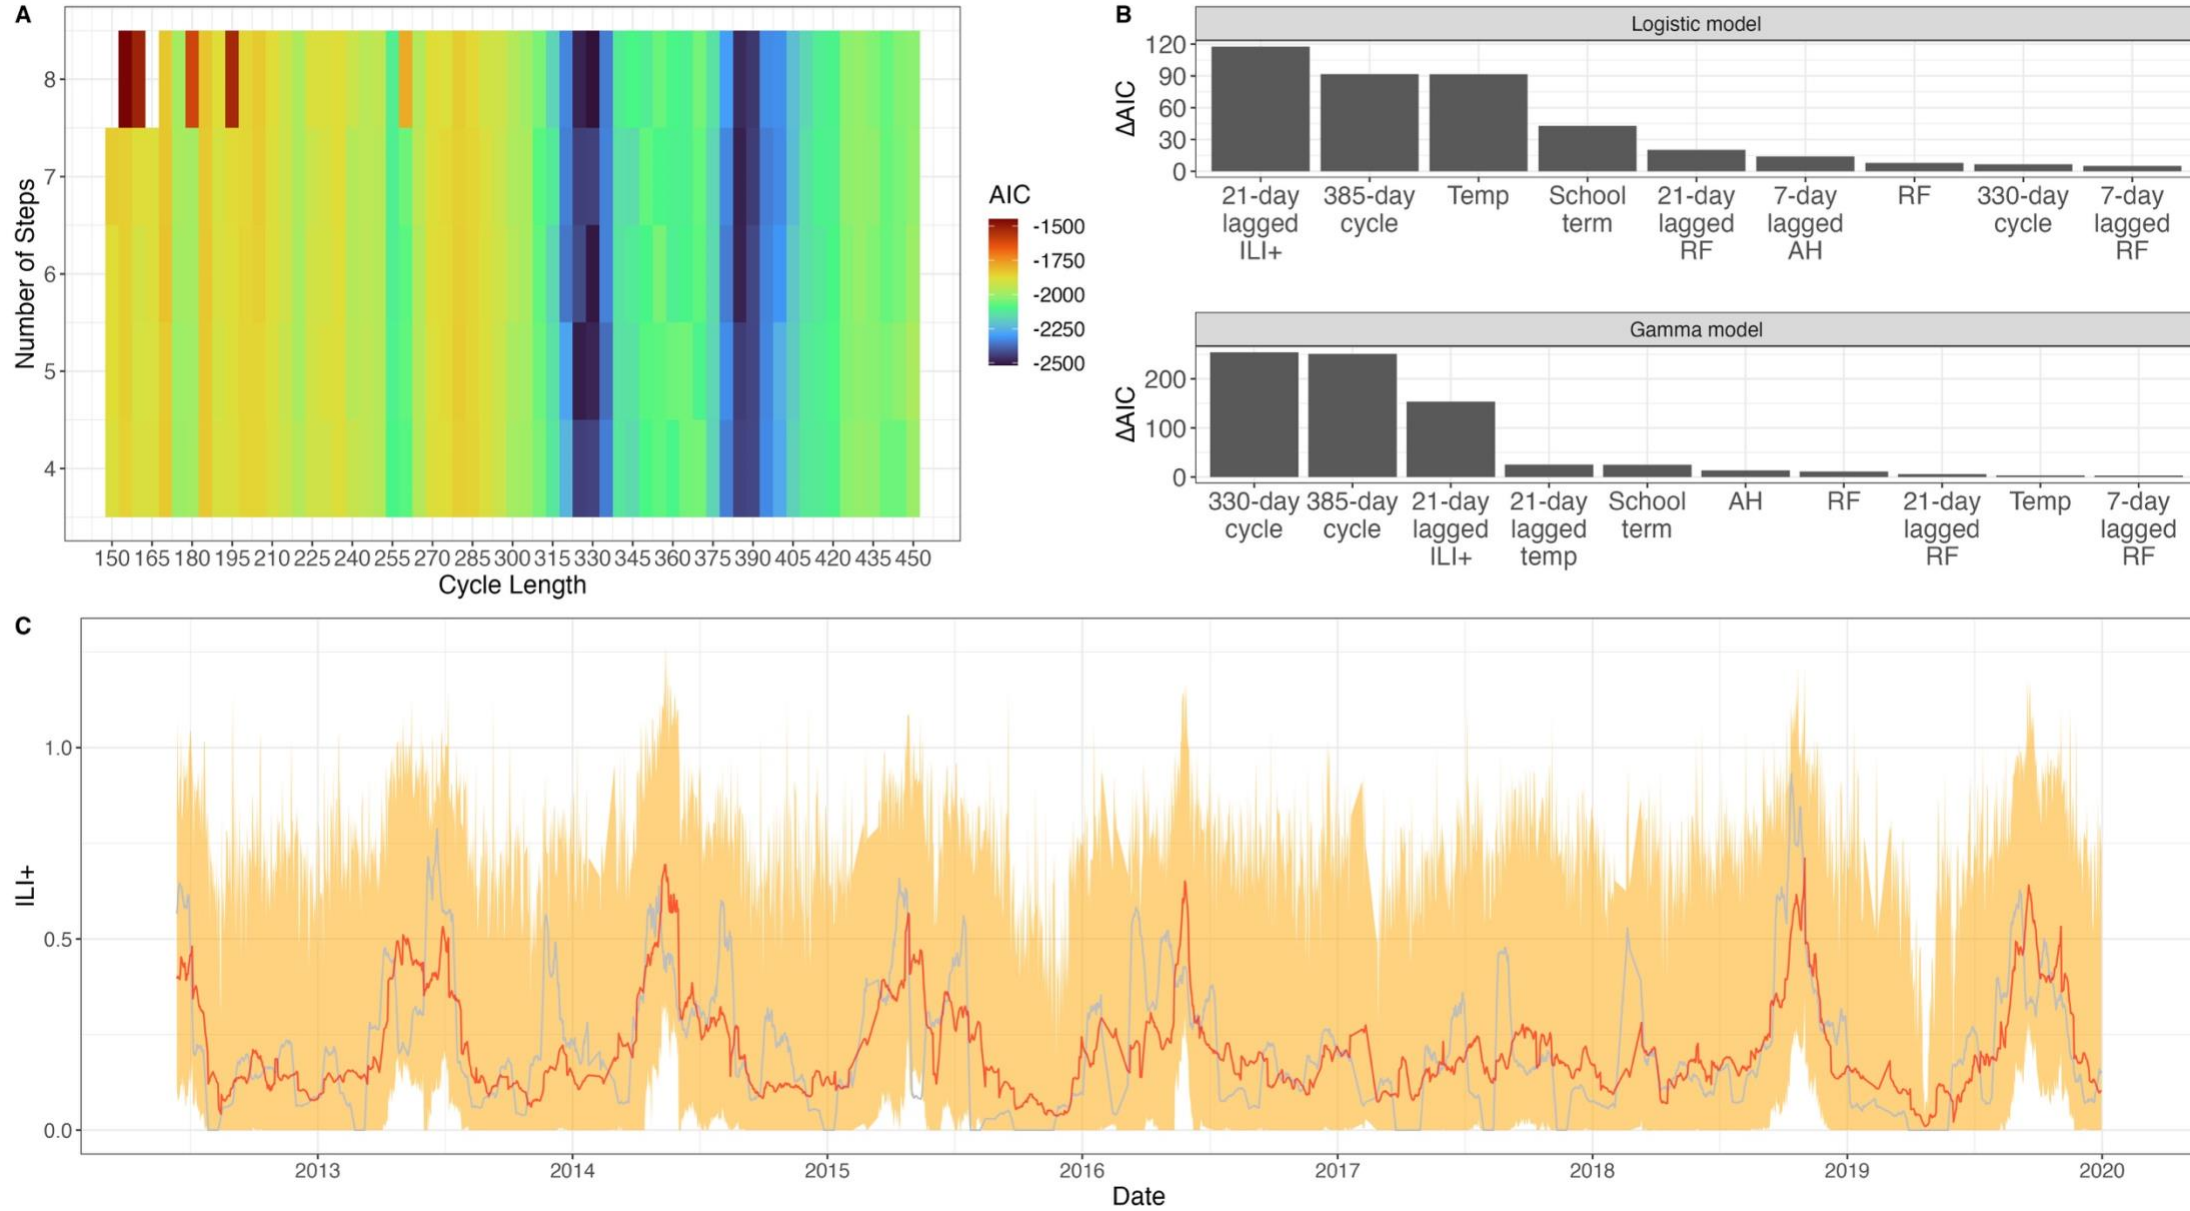 A
8
7
6
5
4
Number of Steps
150 165 180 195 210 225 240 255 270 285 300 315 330 345 360 375 390 405 420 435 450
Cycle Length
AIC
-1500
-1750
-2000
-2250
-2500
B
Logistic model
120
90
60
30
0
ΔAIC
21-day lagged ILI+
385-day cycle
Temp
School term
21-day lagged RF
7-day lagged AH
RF
330-day cycle
7-day lagged RF
Gamma model
200
100
0
ΔAIC
330-day cycle
385-day cycle
21-day lagged ILI+
21-day lagged temp
School term
AH
RF
21-day lagged RF
Temp
7-day lagged RF
C
1.0
0.5
0.0
ILI+
2013 2014 2015 2016 2017 2018 2019 2020
Date